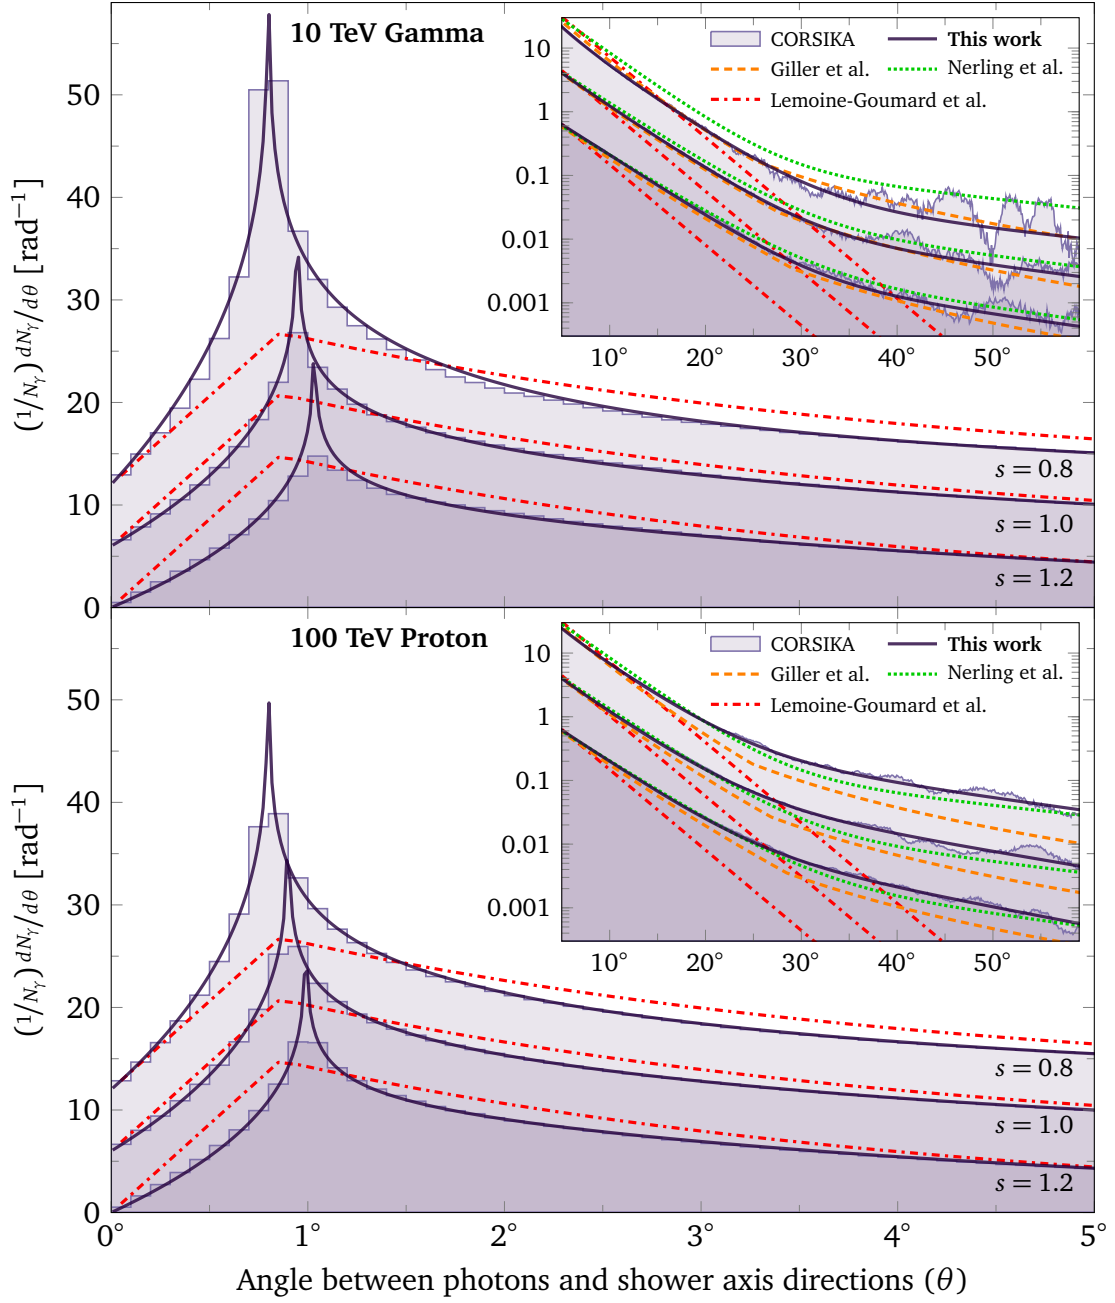 10 TeV Gamma
CORSIKA
This work
Giller et al.
Nerling et al.
Lemoine-Goumard et al.
10
1
0.1
0.01
0.001
10° 20° 30° 40° 50°
50
40
30
20
10
0
(1/Nγ) dNγ/dθ [rad⁻¹]
s = 0.8
s = 1.0
s = 1.2
100 TeV Proton
CORSIKA
This work
Giller et al.
Nerling et al.
Lemoine-Goumard et al.
10
1
0.1
0.01
0.001
10° 20° 30° 40° 50°
50
40
30
20
10
0
(1/Nγ) dNγ/dθ [rad⁻¹]
s = 0.8
s = 1.0
s = 1.2
0° 1° 2° 3° 4° 5°
Angle between photons and shower axis directions (θ)